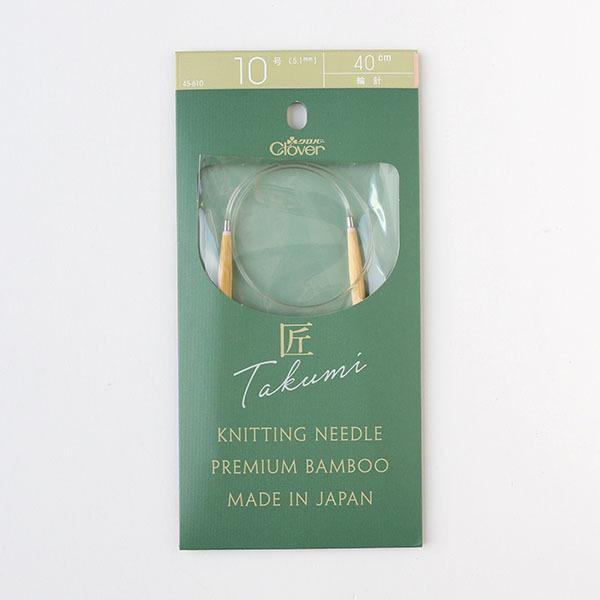 10号 (5.1mm) 40cm
45-610 輪針
クロバー
Clover
匠
Takumi
KNITTING NEEDLE
PREMIUM BAMBOO
MADE IN JAPAN